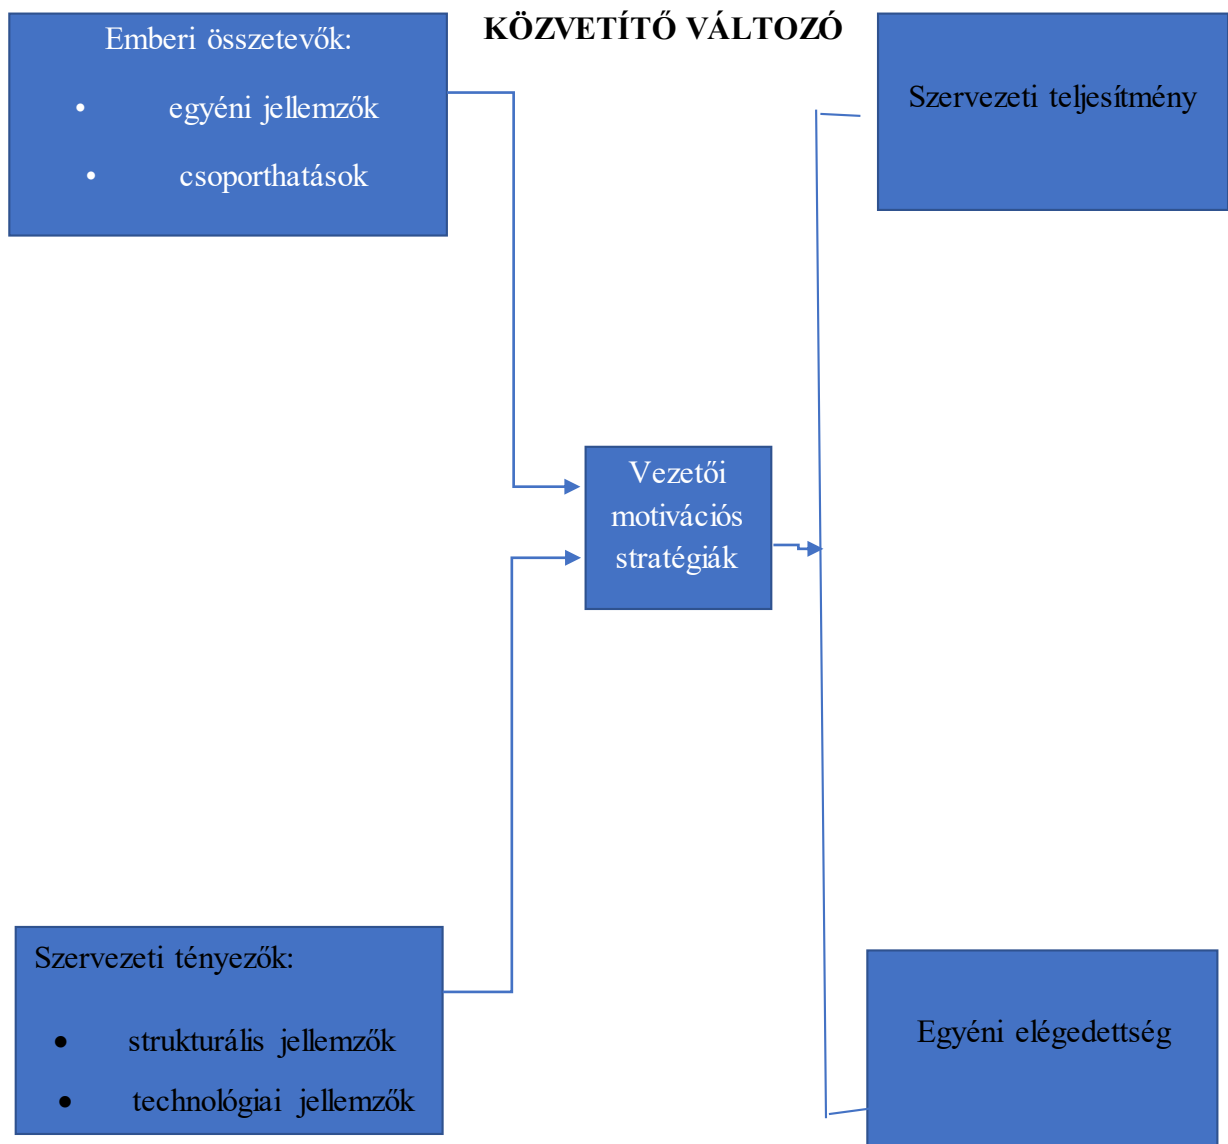 KÖZVETÍTŐ VÁLTOZÓ
Emberi összetevők:
• egyéni jellemzők
• csoporthatások
Szervezeti teljesítmény
Vezetői
motivációs
stratégiák
Szervezeti tényezők:
• strukturális jellemzők
• technológiai jellemzők
Egyéni elégedettség